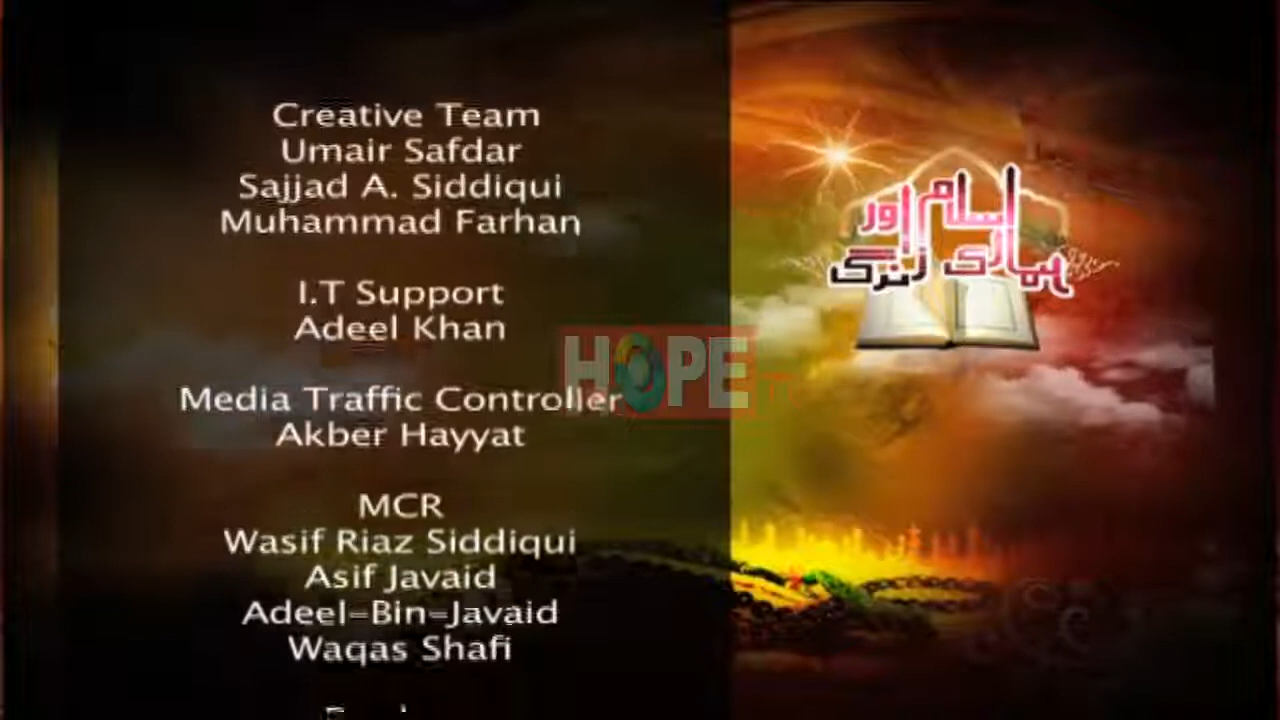 Creative Team
Umair Safdar
Sajjad A. Siddiqui
Muhammad Farhan
I.T Support
Adeel Khan
Media Traffic Controller
Akber Hayyat
MCR
Wasif Riaz Siddiqui
Asif Javaid
Adeel-Bin-Javaid
Waqas Shafi
HOPE
اسلام اور
ہماری زندگی